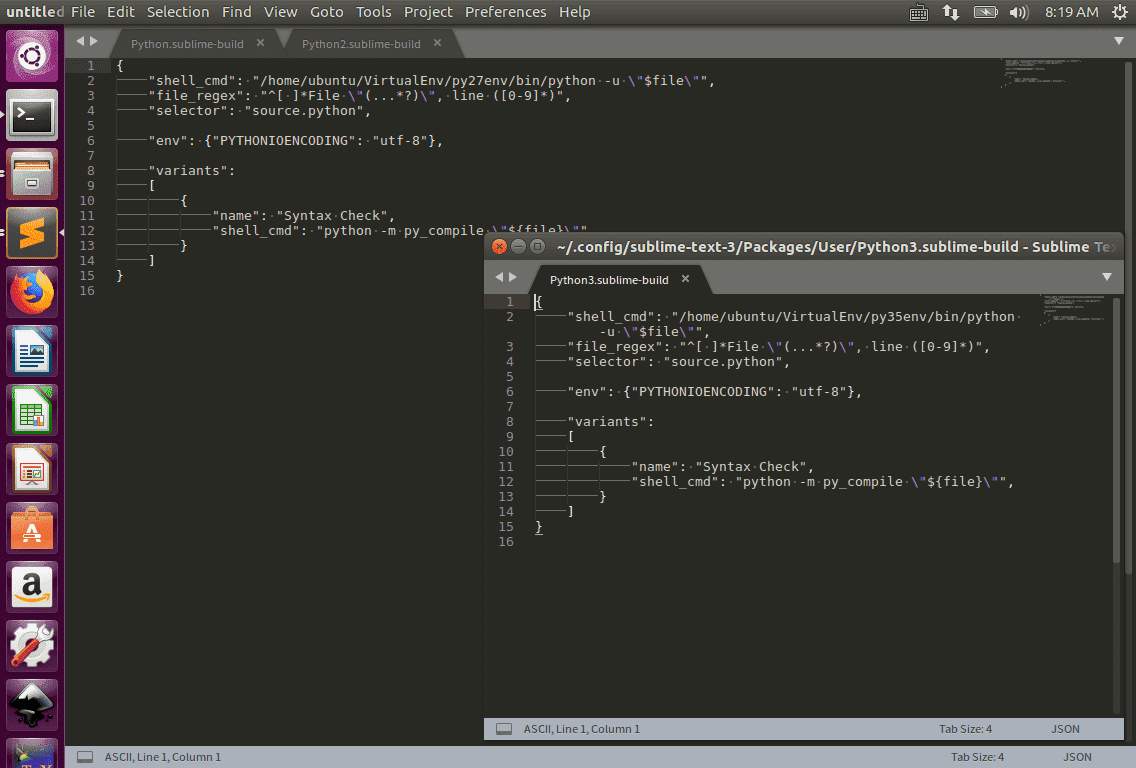 untitled File Edit Selection Find View Goto Tools Project Preferences Help 8:19 AM
Python.sublime-build × Python2.sublime-build ×
1 {
2 "shell_cmd": "/home/ubuntu/VirtualEnv/py27env/bin/python -u \"$file\"",
3 "file_regex": "^[ ]*File \"(...*?)\", line ([0-9]*)",
4 "selector": "source.python",
5
6 "env": {"PYTHONIOENCODING": "utf-8"},
7
8 "variants":
9 [
10 {
11 "name": "Syntax Check",
12 "shell_cmd": "python -m py_compile \"${file}\""
13 }
14 ]
15 }
16
~/.config/sublime-text-3/Packages/User/Python3.sublime-build - Sublime Te
Python3.sublime-build ×
1 {
2 "shell_cmd": "/home/ubuntu/VirtualEnv/py35env/bin/python
-u \"$file\"",
3 "file_regex": "^[ ]*File \"(...*?)\", line ([0-9]*)",
4 "selector": "source.python",
5
6 "env": {"PYTHONIOENCODING": "utf-8"},
7
8 "variants":
9 [
10 {
11 "name": "Syntax Check",
12 "shell_cmd": "python -m py_compile \"${file}\"",
13 }
14 ]
15 }
16
ASCII, Line 1, Column 1 Tab Size: 4 JSON
ASCII, Line 1, Column 1 Tab Size: 4 JSON